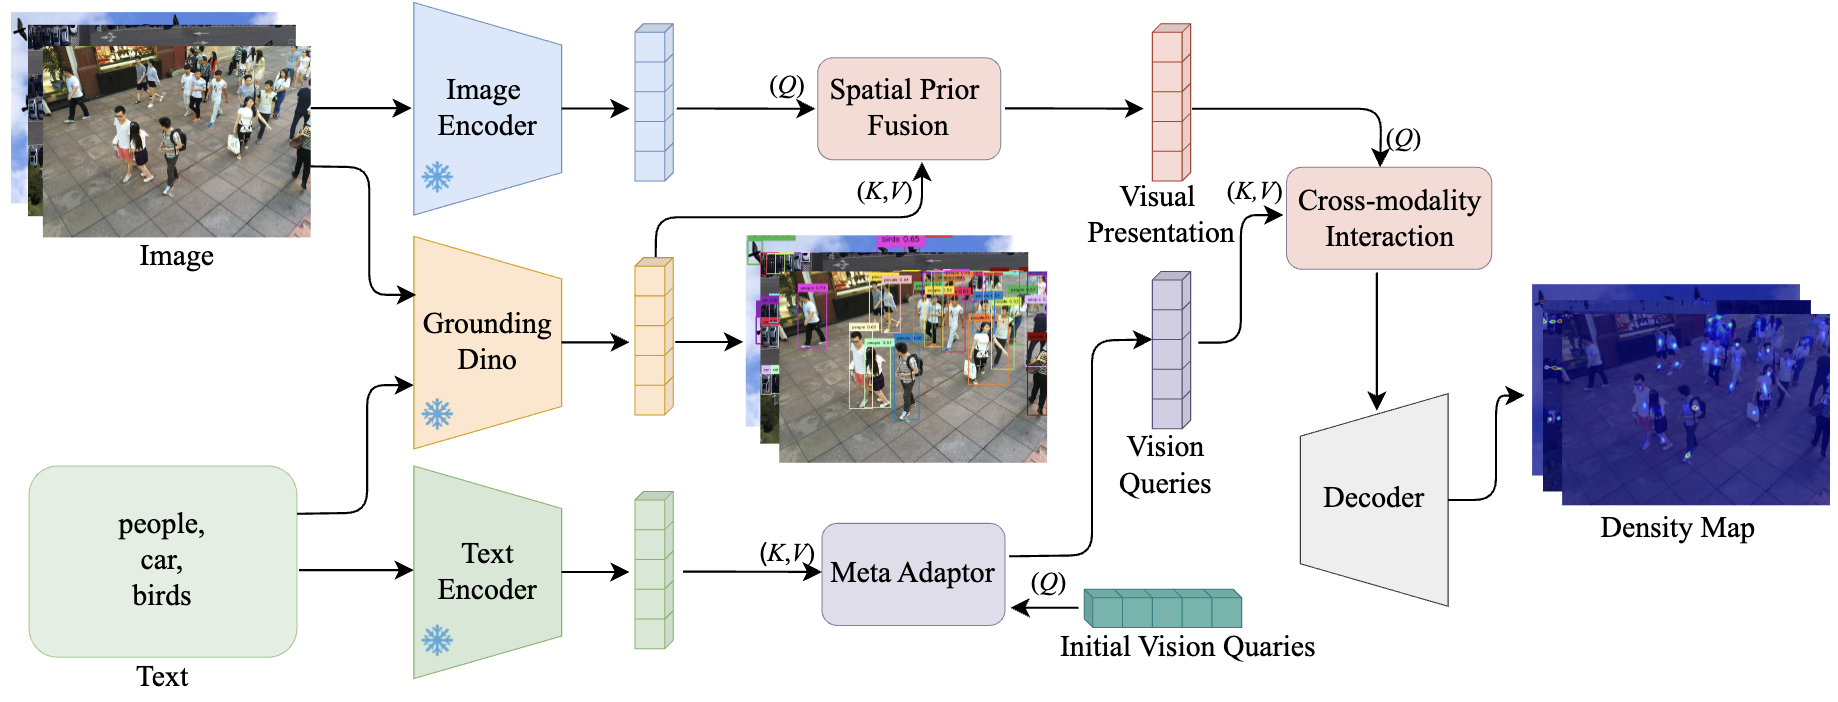 Image
Encoder
(Q)
Spatial Prior
Fusion
(Q)
(K,V)
Visual
Presentation
(K,V)
Cross-modality
Interaction
Image
Grounding
Dino
birds 0.65
Vision
Queries
people,
car,
birds
Text
Text
Encoder
(K,V)
Meta Adaptor
(Q)
Initial Vision Quaries
Decoder
Density Map